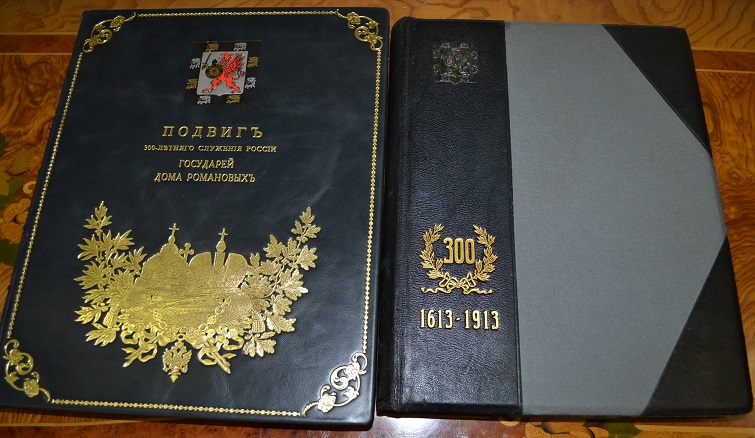 ПОДВИГЪ
300-ЛѢТНЯГО СЛУЖЕНІЯ РОССІИ
ГОСУДАРЕЙ
ДОМА РОМАНОВЫХЪ
300
1613-1913